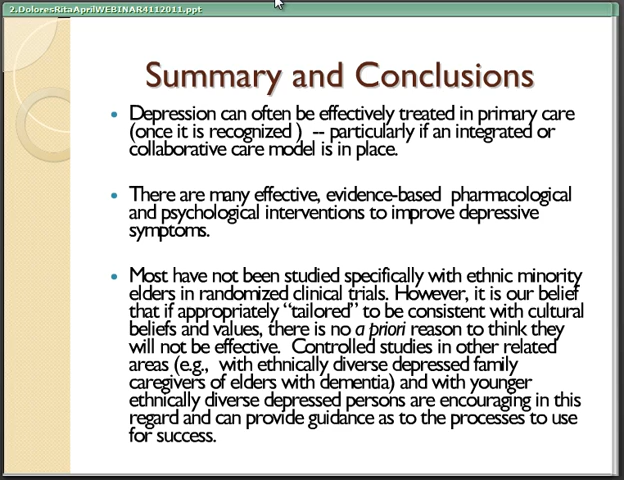 2.DoloresRitaAprilWEBINAR4112011.ppt
Summary and Conclusions
• Depression can often be effectively treated in primary care
(once it is recognized ) -- particularly if an integrated or
collaborative care model is in place.
• There are many effective, evidence-based pharmacological
and psychological interventions to improve depressive
symptoms.
• Most have not been studied specifically with ethnic minority
elders in randomized clinical trials. However, it is our belief
that if appropriately “tailored” to be consistent with cultural
beliefs and values, there is no a priori reason to think they
will not be effective. Controlled studies in other related
areas (e.g., with ethnically diverse depressed family
caregivers of elders with dementia) and with younger
ethnically diverse depressed persons are encouraging in this
regard and can provide guidance as to the processes to use
for success.